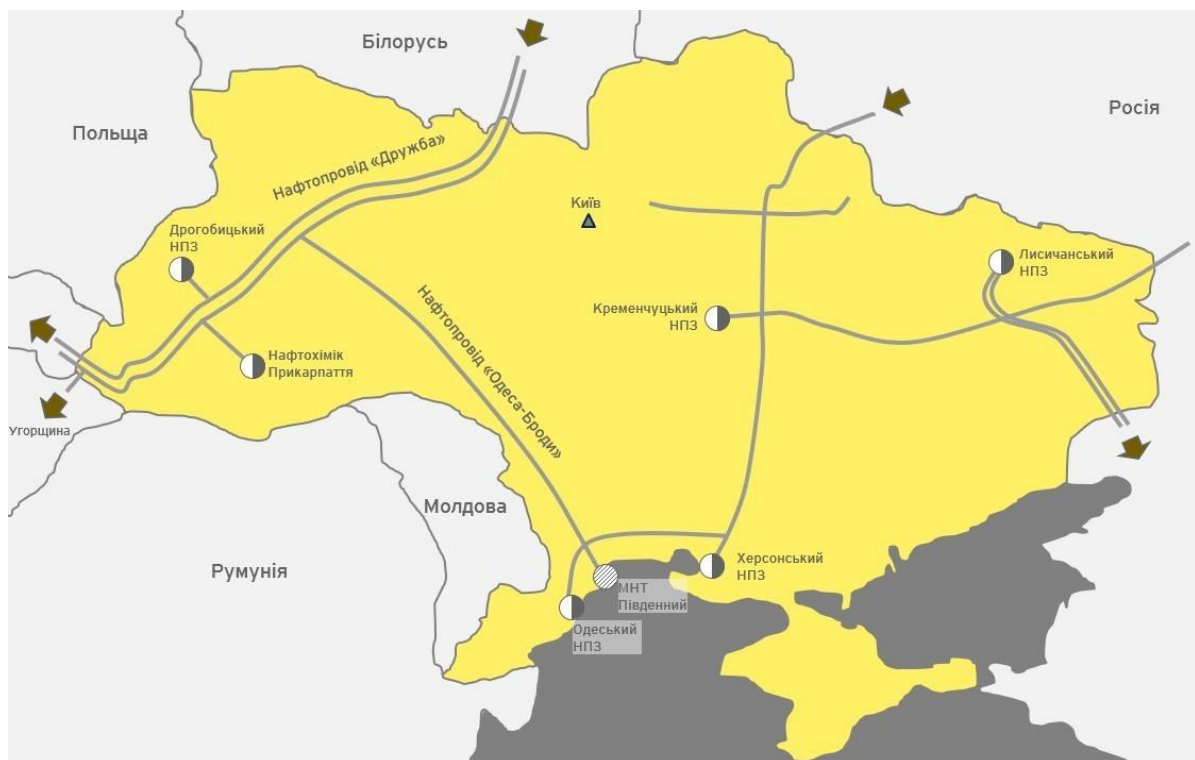 Білорусь
Росія
Польща
Нафтопровід «Дружба»
Київ
Дрогобицький
НПЗ
Лисичанський
НПЗ
Кременчуцький
НПЗ
Нафтопровід «Одеса-Броди»
Нафтохімік
Прикарпаття
Угорщина
Молдова
Румунія
Херсонський
НПЗ
МНТ
Південний
Одеський
НПЗ